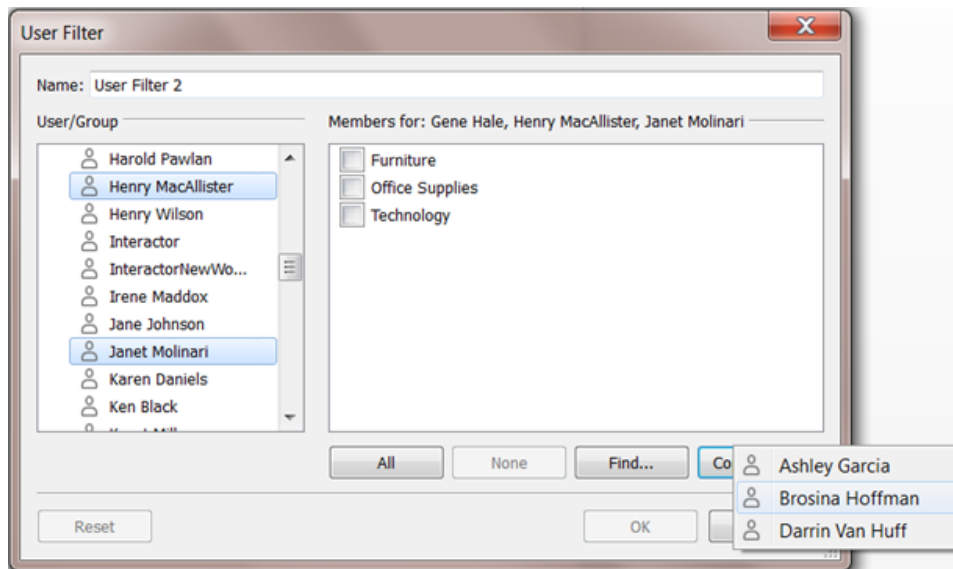 User Filter
Name: User Filter 2
User/Group
Members for: Gene Hale, Henry MacAllister, Janet Molinari
Harold Pawlan
Henry MacAllister
Henry Wilson
Interactor
InteractorNewWo...
Irene Maddox
Jane Johnson
Janet Molinari
Karen Daniels
Ken Black
Furniture
Office Supplies
Technology
All
None
Find...
Co
Ashley Garcia
Brosina Hoffman
Darrin Van Huff
Reset
OK